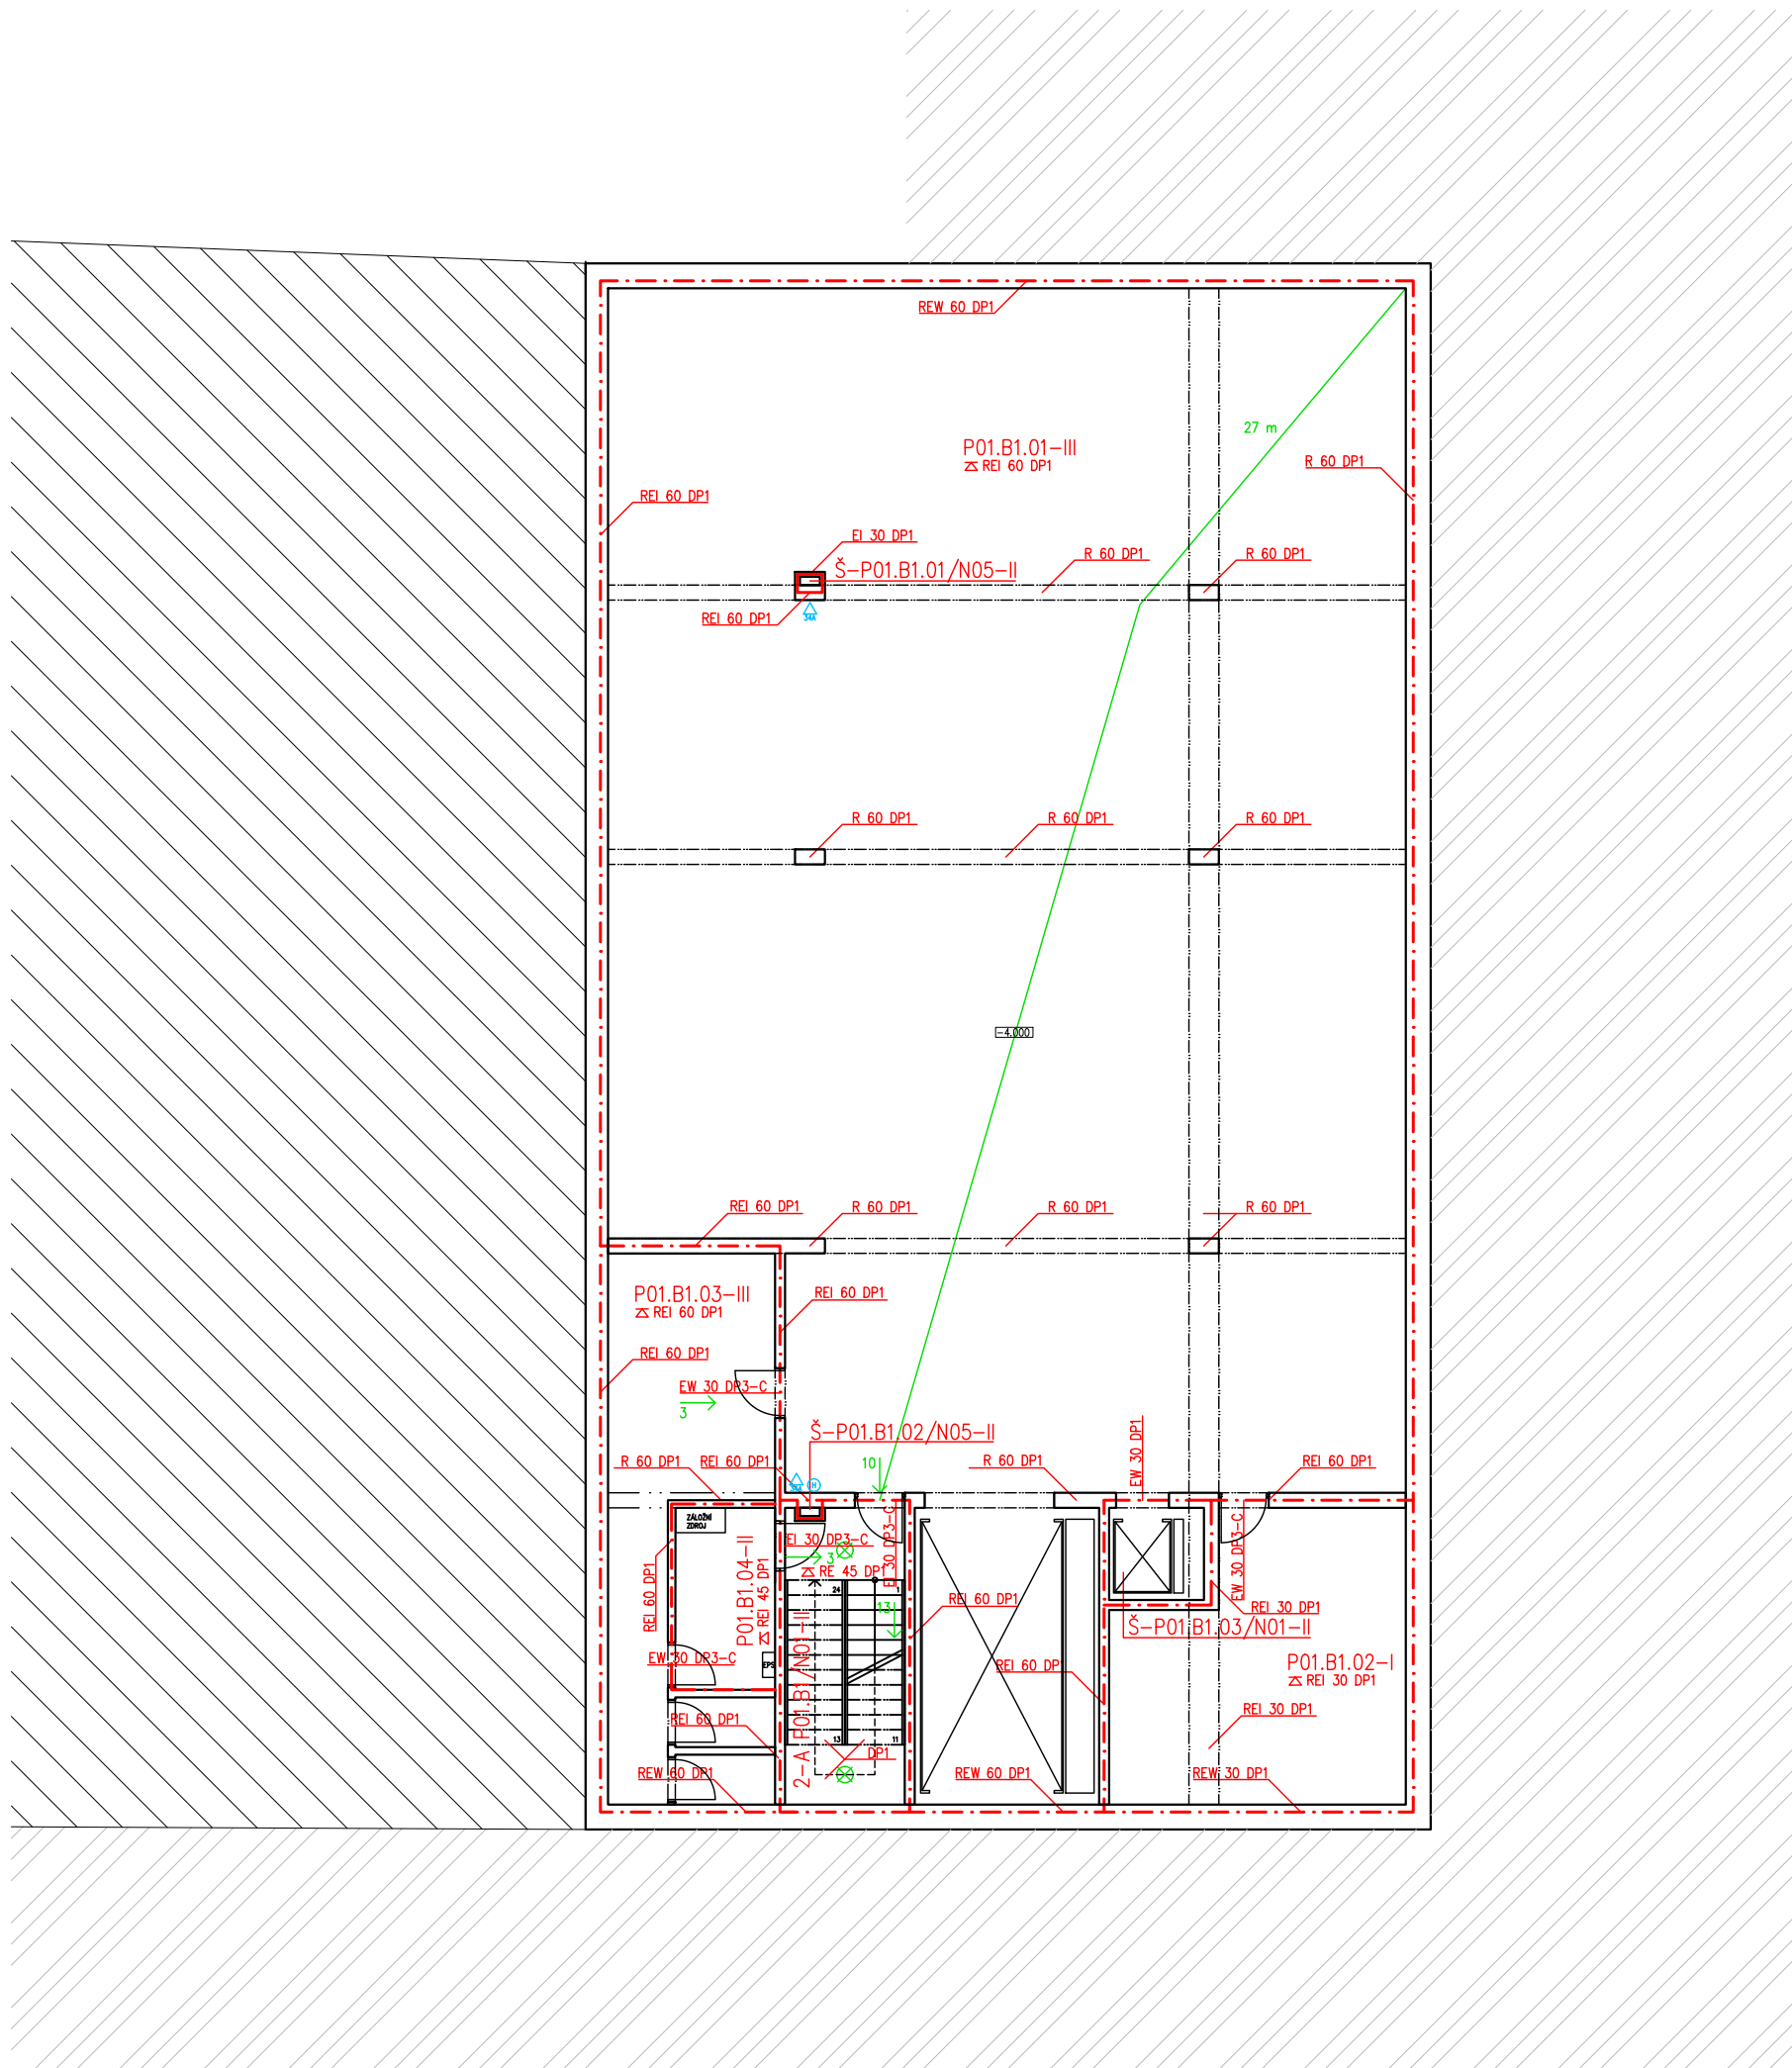 REW 60 DP1
27 m
P01.B1.01-III
REI 60 DP1
R 60 DP1
REI 60 DP1
EI 30 DP1
Š-P01.B1.01/N05-II
R 60 DP1
R 60 DP1
REI 60 DP1
34A
R 60 DP1
R 60 DP1
R 60 DP1
-4.000
REI 60 DP1
R 60 DP1
R 60 DP1
R 60 DP1
P01.B1.03-III
REI 60 DP1
REI 60 DP1
REI 60 DP1
EW 30 DP3-C
3
Š-P01.B1.02/N05-II
EW 30 DP1
R 60 DP1
REI 60 DP1
10
R 60 DP1
REI 60 DP1
H
ZÁLOŽNÍ
ZDROJ
EI 30 DP3-C
EI 30 DP3-C
EW 30 DP3-C
3
RE 45 DP1
REI 60 DP1
P01.B1.04-II
REI 45 DP1
24
1
13
REI 60 DP1
REI 30 DP1
Š-P01.B1.03/N01-II
EW 30 DP3-C
EPS
2-A P01.B1/N01-II
REI 60 DP1
P01.B1.02-I
REI 30 DP1
REI 60 DP1
REI 30 DP1
13
11
DP1
REW 60 DP1
REW 60 DP1
REW 30 DP1